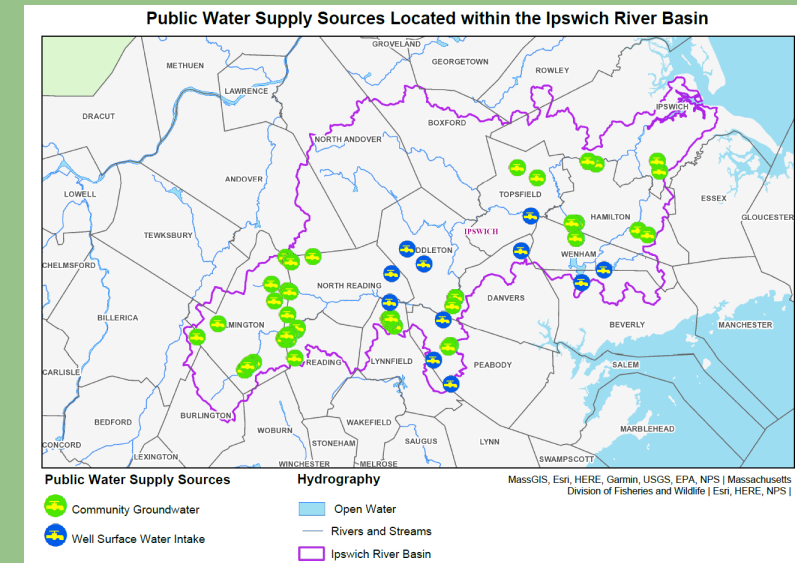 Public Water Supply Sources Located within the Ipswich River Basin
GROVELAND
METHUEN
GEORGETOWN
ROWLEY
LAWRENCE
IPSWICH
DRACUT
BOXFORD
NORTH ANDOVER
ANDOVER
LOWELL
TOPSFIELD
ESSEX
GLOUCESTER
HAMILTON
TEWKSBURY
IPSWICH
DDLETON
WENHAM
CHELMSFORD
NORTH READING
DANVERS
BILLERICA
LMINGTON
BEVERLY
MANCHESTER
READING
LYNNFIELD
PEABODY
SALEM
CARLISLE
BURLINGTON
BEDFORD
WAKEFIELD
WOBURN
MARBLEHEAD
STONEHAM
SAUGUS
LYNN
CONCORD
LEXINGTON
WINCHESTER
MELROSE
SWAMPSCOTT
Public Water Supply Sources
Community Groundwater
Well Surface Water Intake
Hydrography
Open Water
Rivers and Streams
Ipswich River Basin
MassGIS, Esri, HERE, Garmin, USGS, EPA, NPS | Massachusetts
Division of Fisheries and Wildlife | Esri, HERE, NPS |